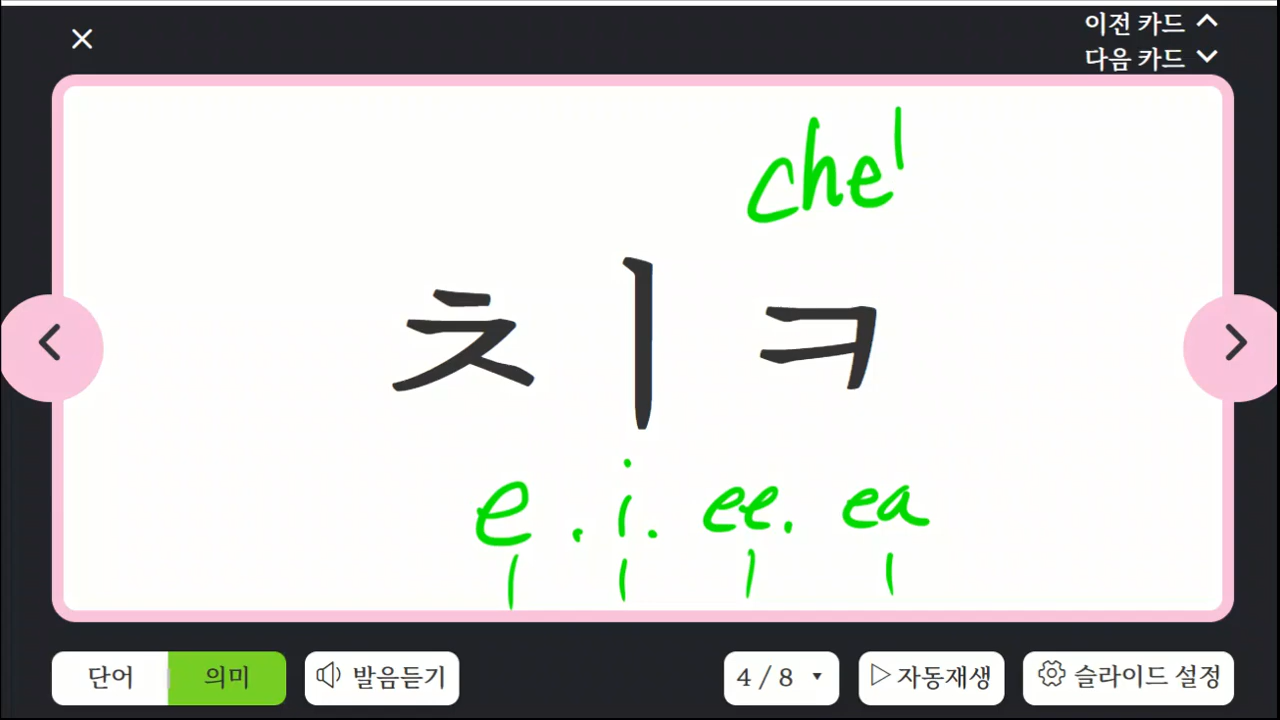 이전 카드
다음 카드
cheㅣ
ㅊ ㅣ ㅋ
e . i . ee . ea
ㅣ ㅣ ㅣ ㅣ
단어 의미 발음듣기 4 / 8 자동재생 슬라이드 설정